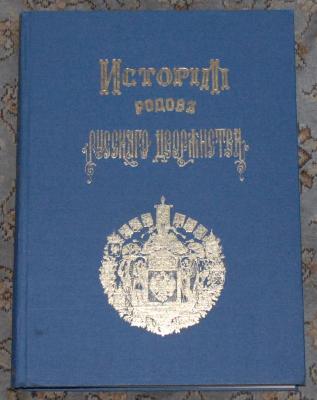 Исторія
родовъ
русскаго дворянства